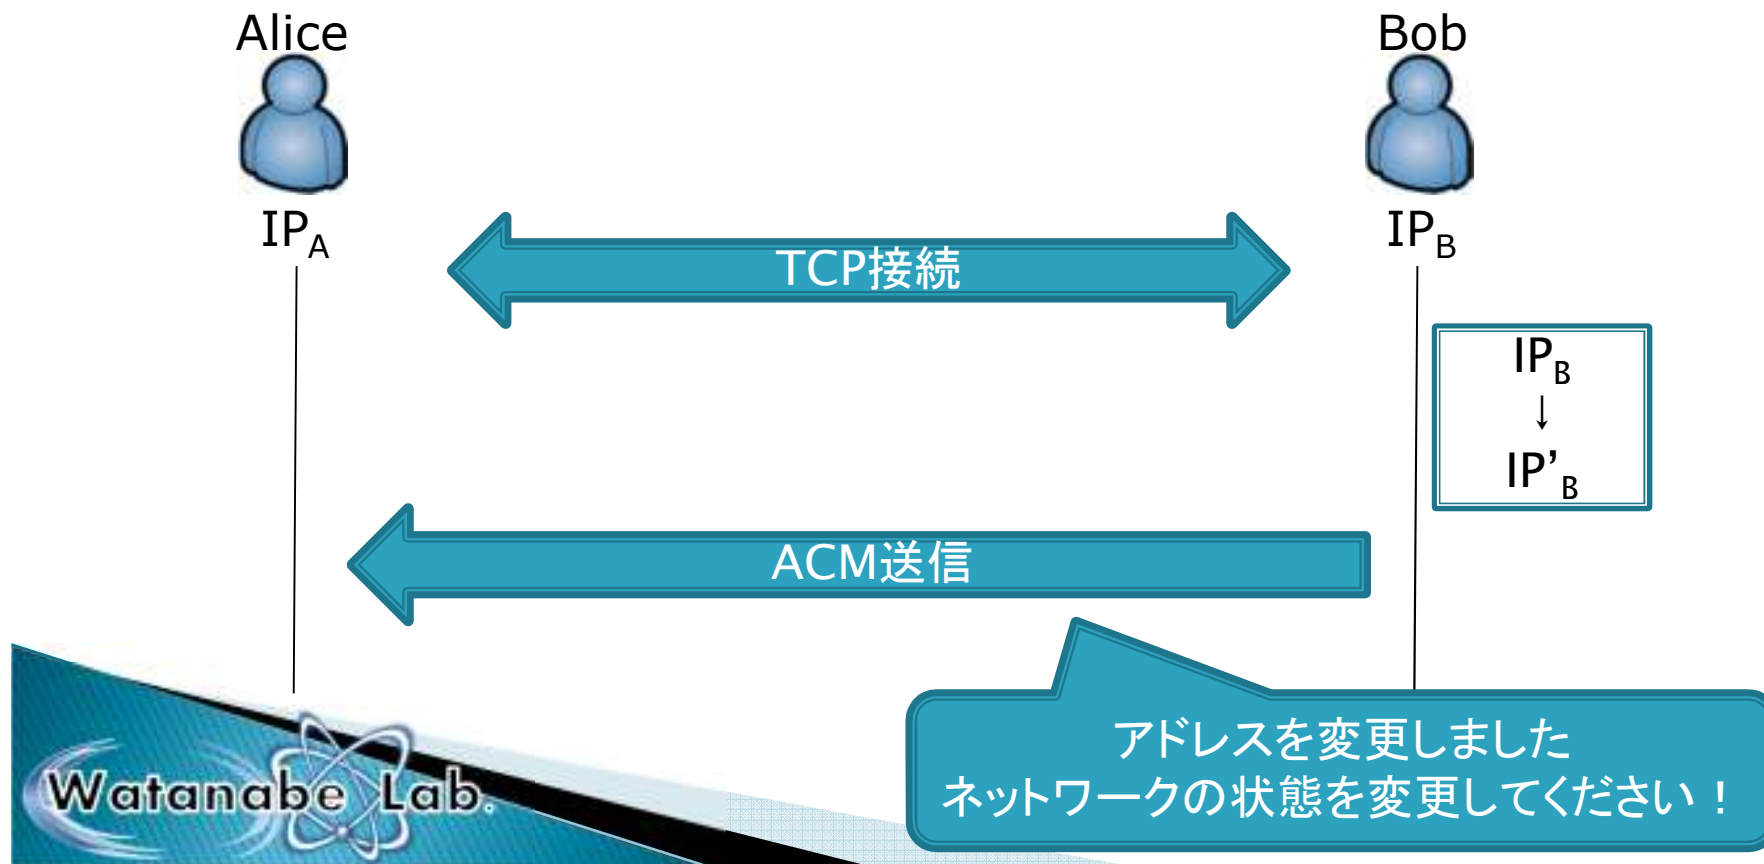 Alice
Bob
IPA
IPB
TCP接続
IPB
↓
IP’B
ACM送信
アドレスを変更しました
ネットワークの状態を変更してください！
Watanabe Lab.